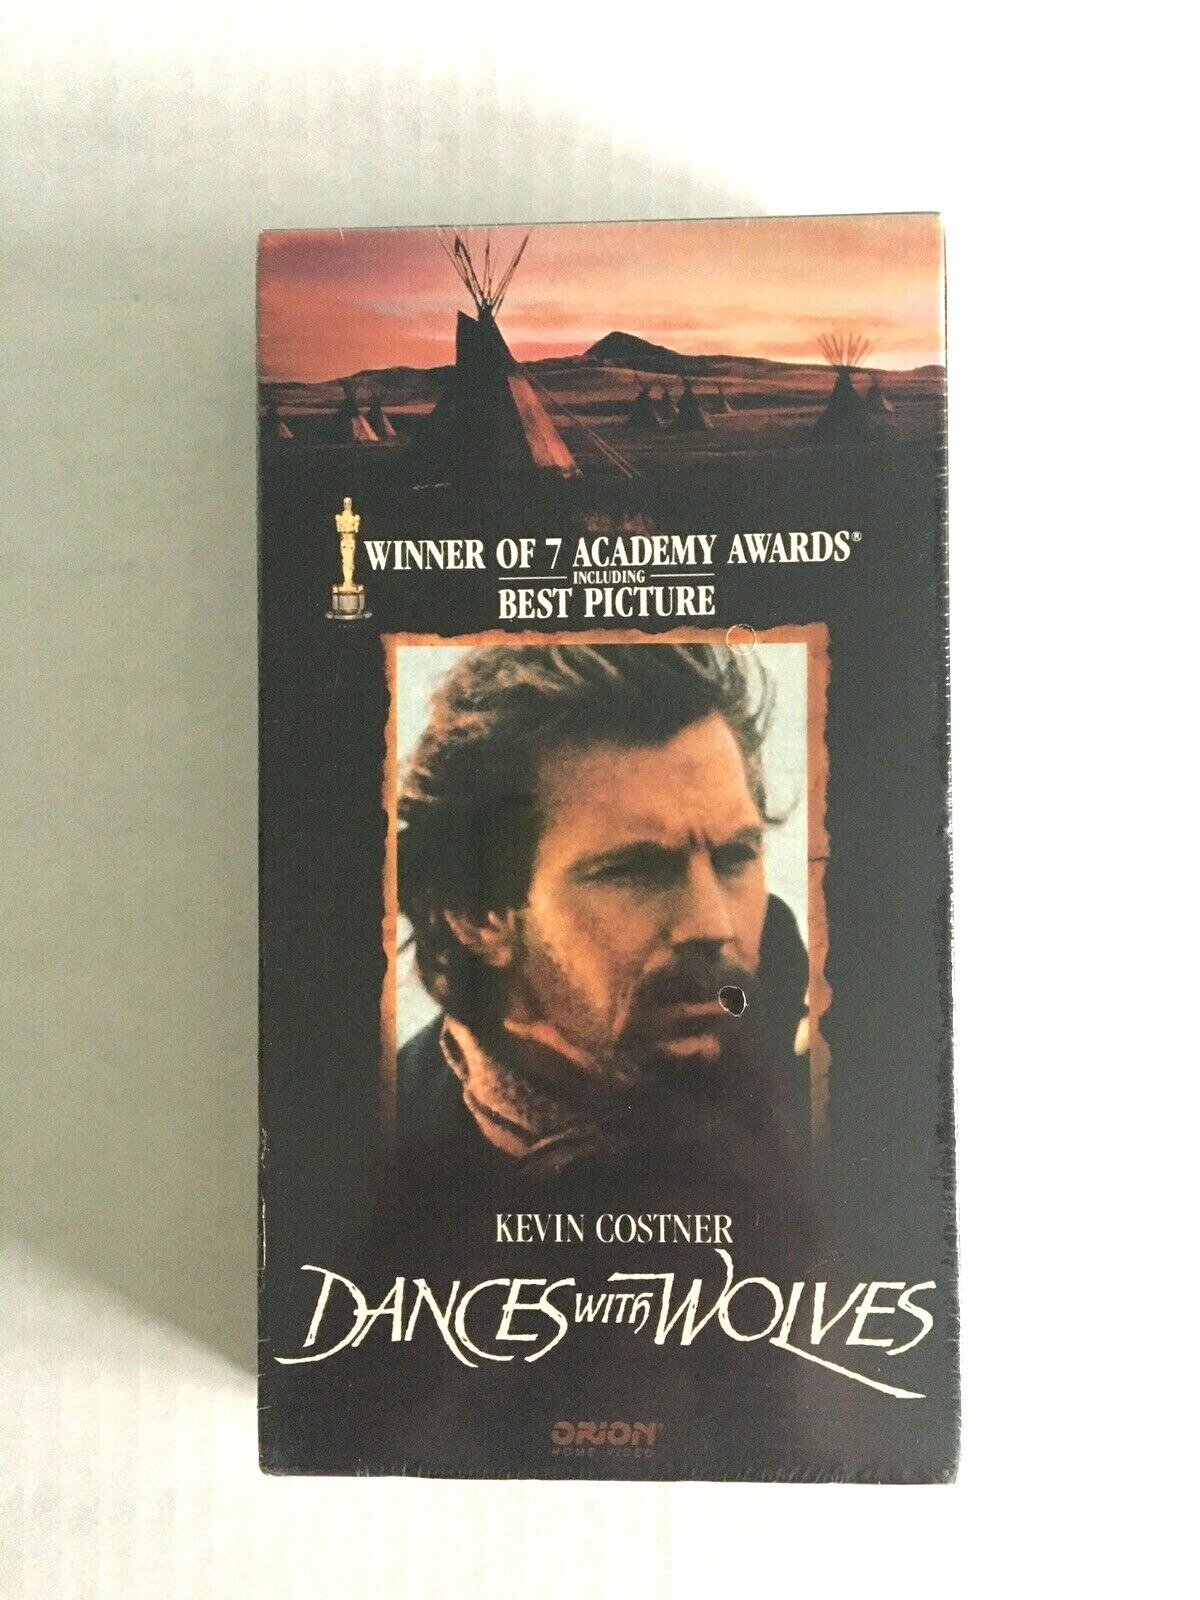 WINNER OF 7 ACADEMY AWARDS®
INCLUDING
BEST PICTURE
KEVIN COSTNER
DANCES WITH WOLVES
ORION®
HOME VIDEO